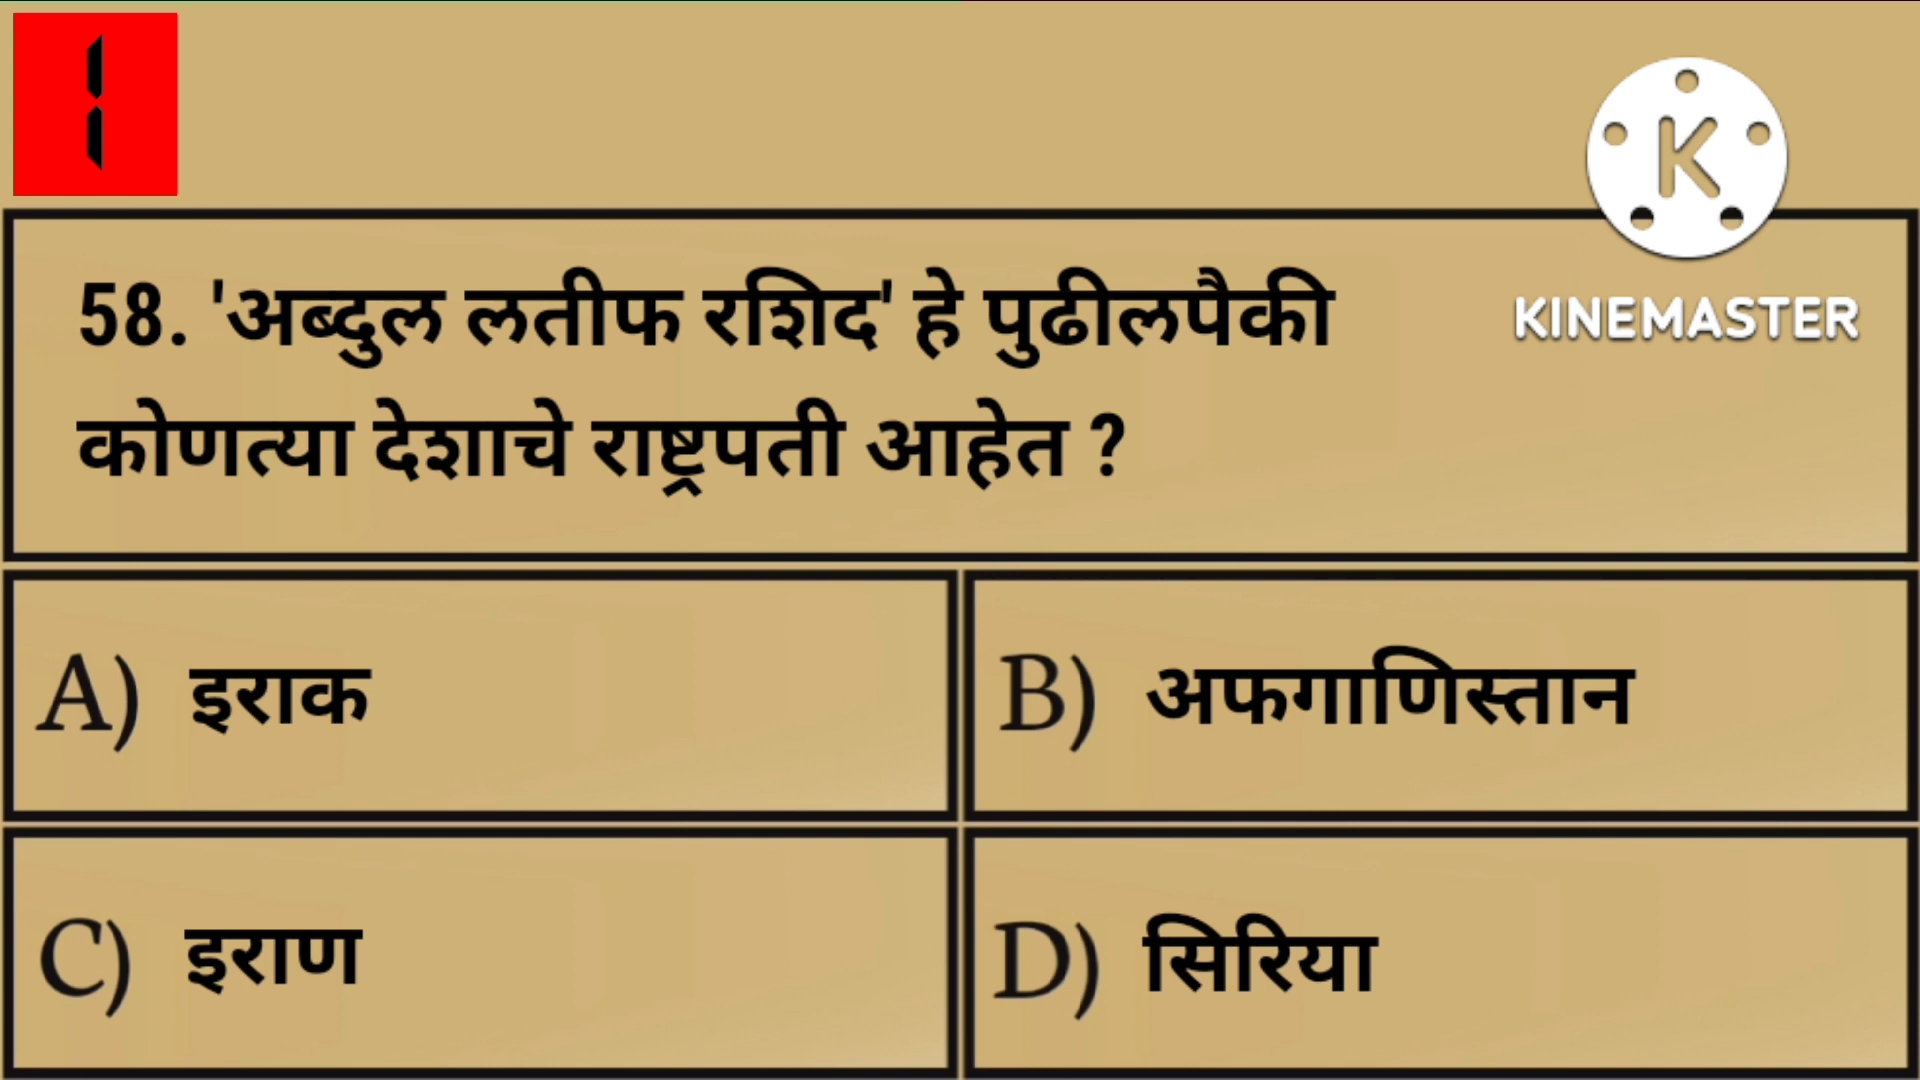 1
58. 'अब्दुल लतीफ रशिद' हे पुढीलपैकी
कोणत्या देशाचे राष्ट्रपती आहेत ?
K
KINEMASTER
A) इराक
B) अफगाणिस्तान
C) इराण
D) सिरिया